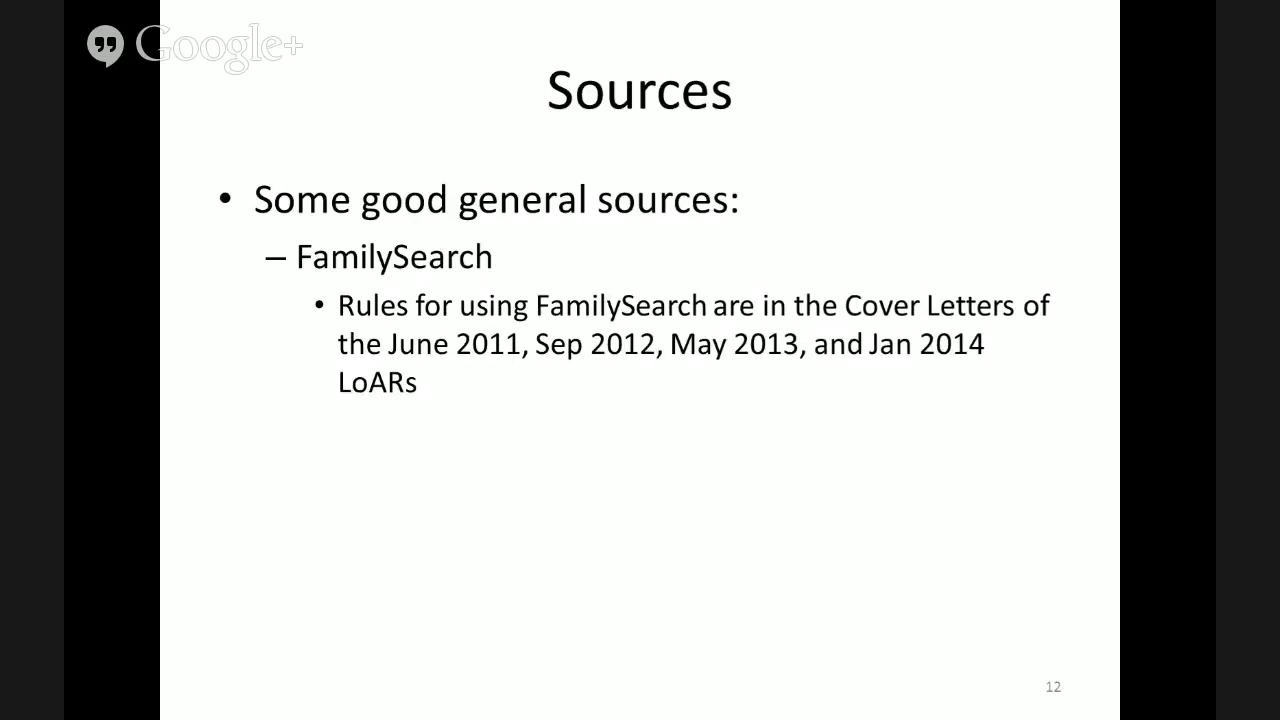 Google+
Sources
• Some good general sources:
– FamilySearch
• Rules for using FamilySearch are in the Cover Letters of
the June 2011, Sep 2012, May 2013, and Jan 2014
LoARs
12